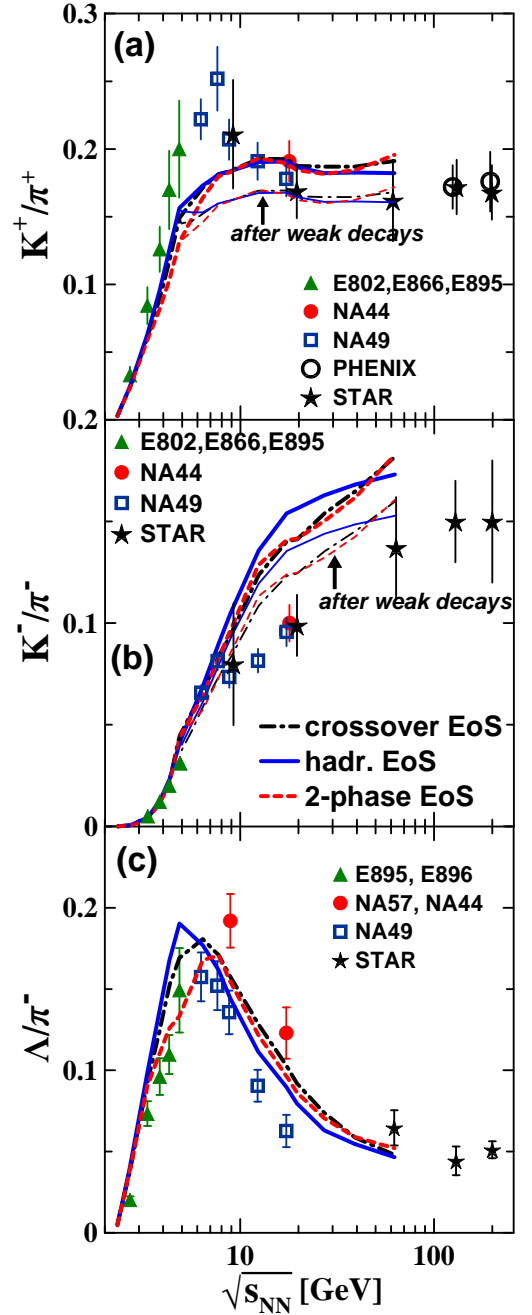 0.3
(a)
0.2
K⁺/π⁺
after weak decays
0.1
E802,E866,E895
NA44
NA49
PHENIX
STAR
0.2
E802,E866,E895
NA44
NA49
STAR
K⁻/π⁻
0.1
after weak decays
(b)
crossover EoS
hadr. EoS
2-phase EoS
0
(c)
E895, E896
NA57, NA44
NA49
STAR
0.2
Λ/π⁻
0.1
0
10
100
√s_NN [GeV]